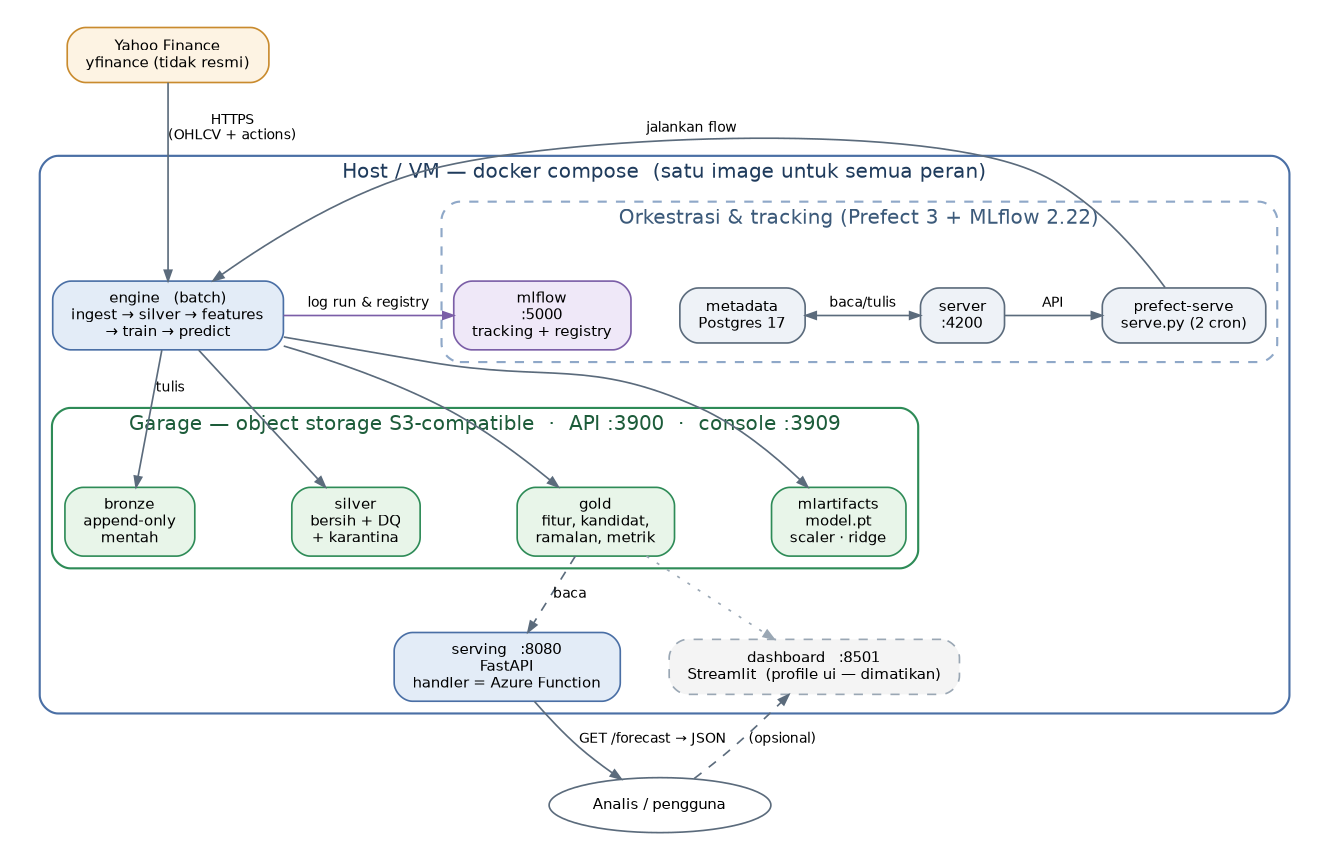 Yahoo Finance
yfinance (tidak resmi)
HTTPS
(OHLCV + actions)
jalankan flow
Host / VM — docker compose  (satu image untuk semua peran)
Orkestrasi & tracking (Prefect 3 + MLflow 2.22)
engine   (batch)
ingest → silver → features
→ train → predict
log run & registry
mlflow
:5000
tracking + registry
metadata
Postgres 17
baca/tulis
server
:4200
API
prefect-serve
serve.py (2 cron)
tulis
Garage — object storage S3-compatible  ·  API :3900  ·  console :3909
bronze
append-only
mentah
silver
bersih + DQ
+ karantina
gold
fitur, kandidat,
ramalan, metrik
mlartifacts
model.pt
scaler · ridge
baca
serving   :8080
FastAPI
handler = Azure Function
dashboard   :8501
Streamlit  (profile ui — dimatikan)
GET /forecast → JSON
(opsional)
Analis / pengguna